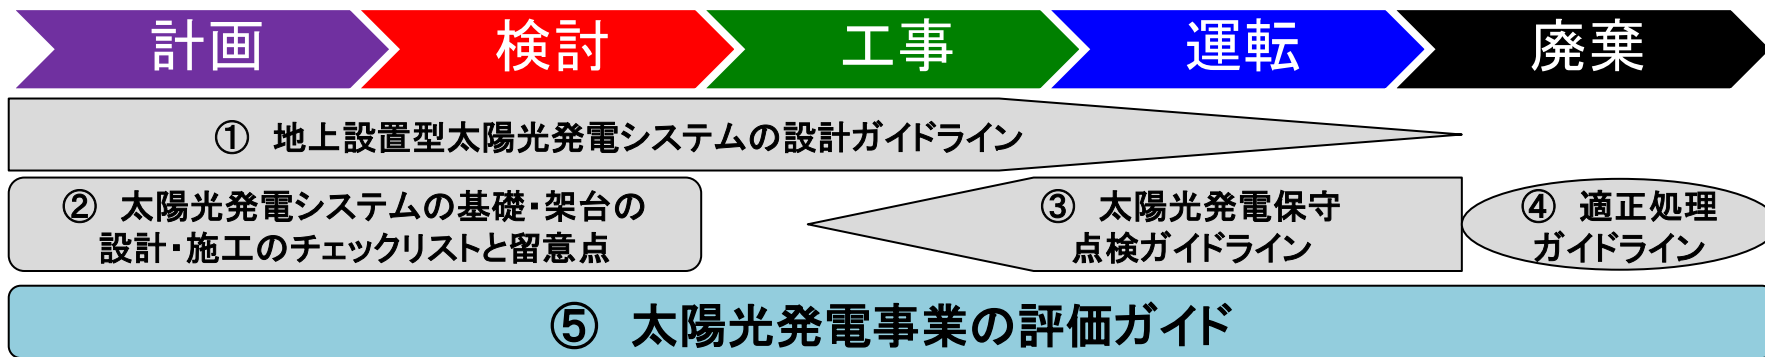 計画
検討
工事
運転
廃棄
① 地上設置型太陽光発電システムの設計ガイドライン
② 太陽光発電システムの基礎・架台の
設計・施工のチェックリストと留意点
③ 太陽光発電保守
点検ガイドライン
④ 適正処理
ガイドライン
⑤ 太陽光発電事業の評価ガイド